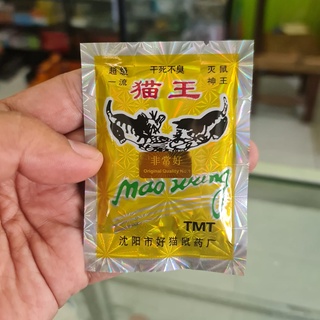 超级 干死不臭 灭鼠
一流 猫王 神王
非常好
Original Quality No.1
mao wang
TMT
沈阳市好猫鼠药厂